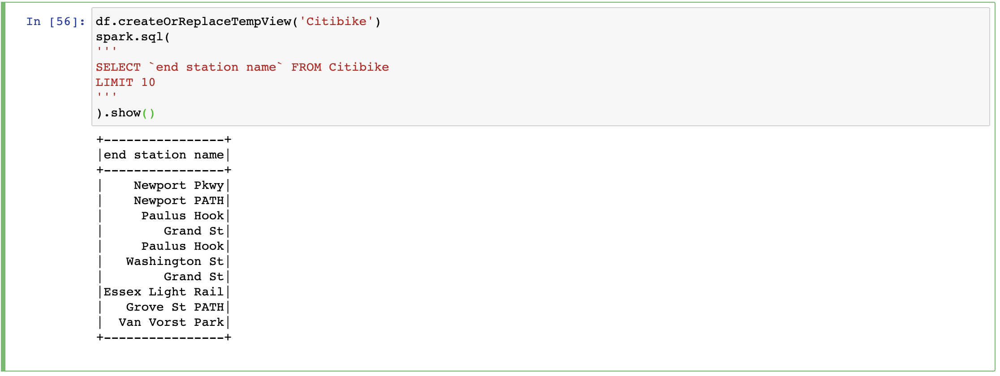 In [56]: df.createOrReplaceTempView('Citibike')
spark.sql(
'''
SELECT `end station name` FROM Citibike
LIMIT 10
'''
).show()
+----------------+
|end station name|
+----------------+
|    Newport Pkwy|
|    Newport PATH|
|     Paulus Hook|
|        Grand St|
|     Paulus Hook|
|   Washington St|
|        Grand St|
|Essex Light Rail|
|   Grove St PATH|
|  Van Vorst Park|
+----------------+